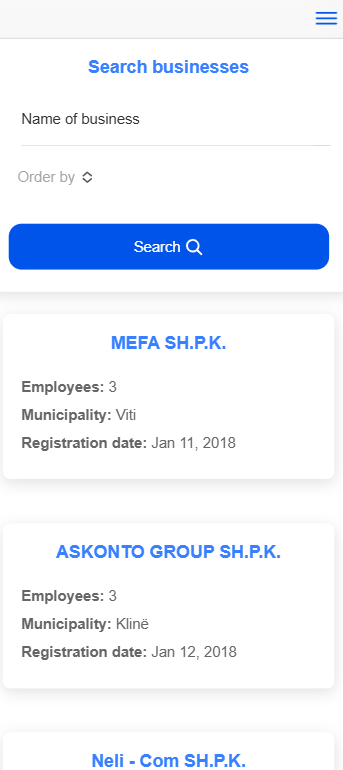 Search businesses
Name of business
Order by
Search
MEFA SH.P.K.
Employees: 3
Municipality: Viti
Registration date: Jan 11, 2018
ASKONTO GROUP SH.P.K.
Employees: 3
Municipality: Klinë
Registration date: Jan 12, 2018
Neli - Com SH.P.K.